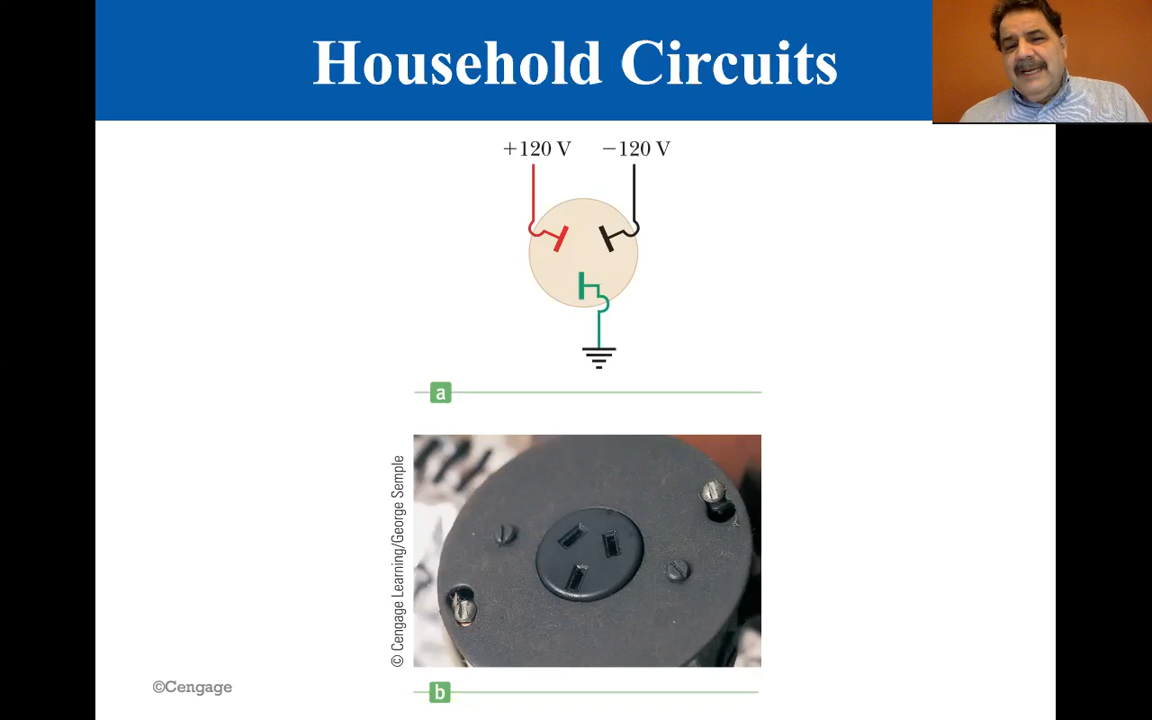 Household Circuits
+120 V
−120 V
a
© Cengage Learning/George Semple
b
©Cengage